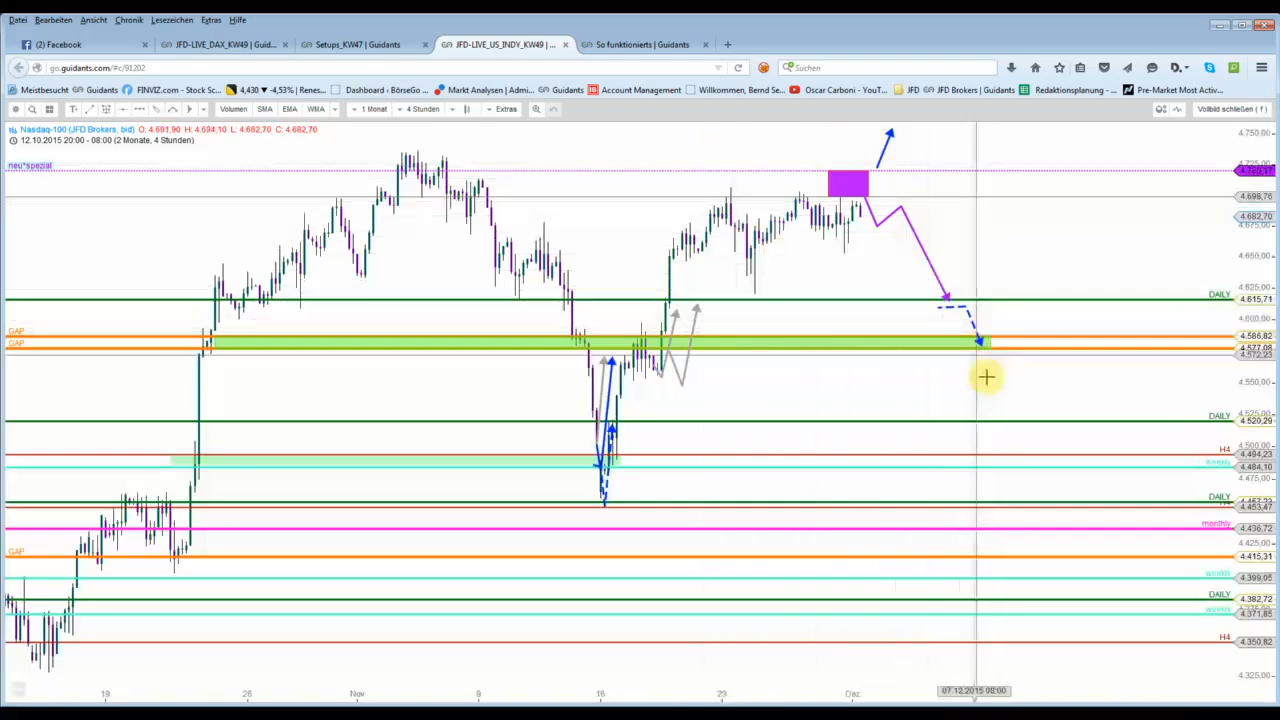 Datei Bearbeiten Ansicht Chronik Lesezeichen Extras Hilfe
(2) Facebook × JFD-LIVE_DAX_KW49 | Guid... × Setups_KW47 | Guidants × JFD-LIVE_US_INDY_KW49 | ... × So funktionierts | Guidants × +
go.guidants.com/#c/91202 Suchen
Meistbesucht Guidants FINVIZ.com - Stock Sc... 4,430 -4,53% | Rennes... Dashboard ‹ BörseGo ... Markt Analysen | Admi... Guidants Account Management Willkommen, Bernd Se... Oscar Carboni - YouT... JFD JFD Brokers | Guidants Redaktionsplanung - ... Pre-Market Most Activ...
Volumen SMA EMA WMA 1 Monat 4 Stunden Extras Vollbild schließen ( f )
Nasdaq-100 (JFD Brokers, bid) O: 4.691,90 H: 4.694,10 L: 4.682,70 C: 4.682,70
12.10.2015 20:00 - 08:00 (2 Monate, 4 Stunden)
4.750,00
neu*spezial
4.698,76
4.682,70
4.675,00
4.650,00
4.625,00
DAILY 4.615,71
4.600,00
GAP 4.586,82
GAP 4.577,08
4.572,23
4.550,00
DAILY 4.520,29
4.500,00
H4 4.494,23
weekly 4.484,10
4.475,00
DAILY
4.453,47
monthly 4.436,72
4.425,00
GAP 4.415,31
weekly 4.399,05
DAILY 4.382,72
weekly 4.371,85
H4 4.350,82
4.325,00
19 26 Nov 9 16 23 Dez 07.12.2015 08:00